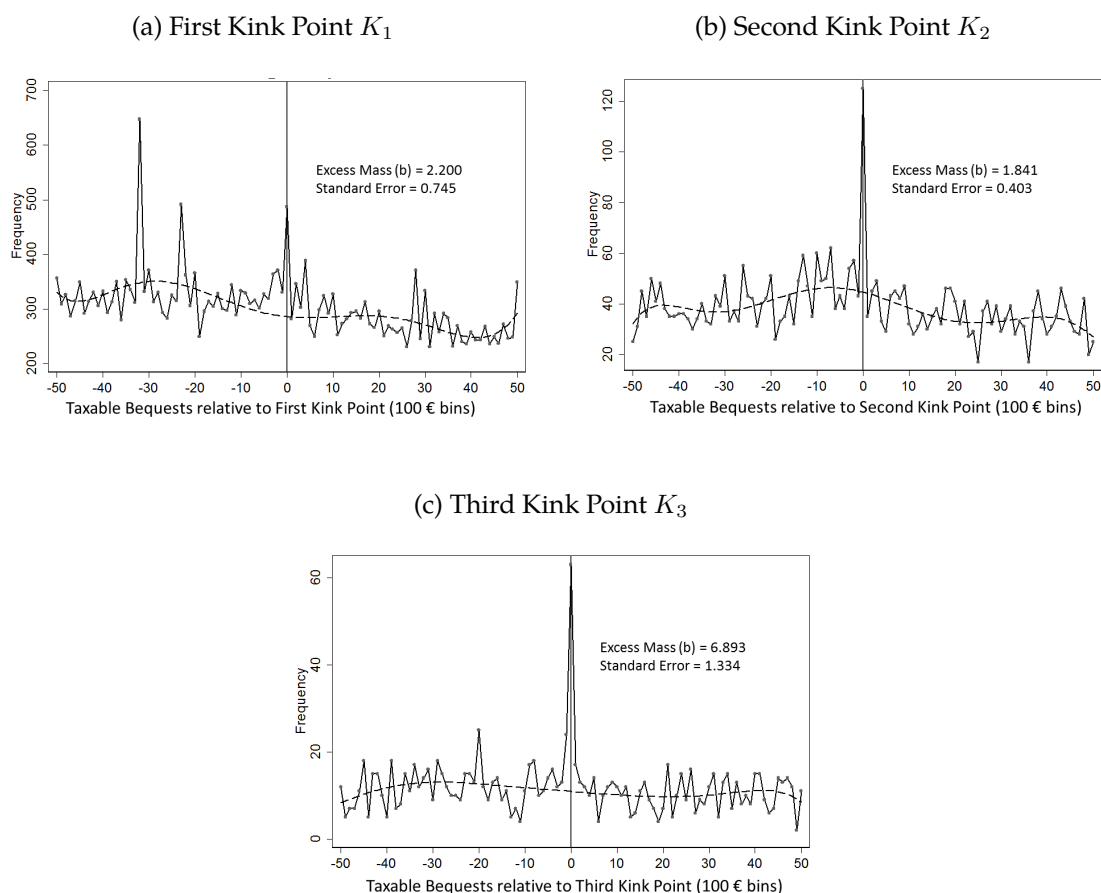 (a) First Kink Point K₁
(b) Second Kink Point K₂
Frequency
700
600
500
400
300
200
Excess Mass (b) = 2.200
Standard Error = 0.745
-50 -40 -30 -20 -10 0 10 20 30 40 50
Taxable Bequests relative to First Kink Point (100 € bins)
Frequency
120
100
80
60
40
20
Excess Mass (b) = 1.841
Standard Error = 0.403
-50 -40 -30 -20 -10 0 10 20 30 40 50
Taxable Bequests relative to Second Kink Point (100 € bins)
(c) Third Kink Point K₃
Frequency
60
40
20
0
Excess Mass (b) = 6.893
Standard Error = 1.334
-50 -40 -30 -20 -10 0 10 20 30 40 50
Taxable Bequests relative to Third Kink Point (100 € bins)